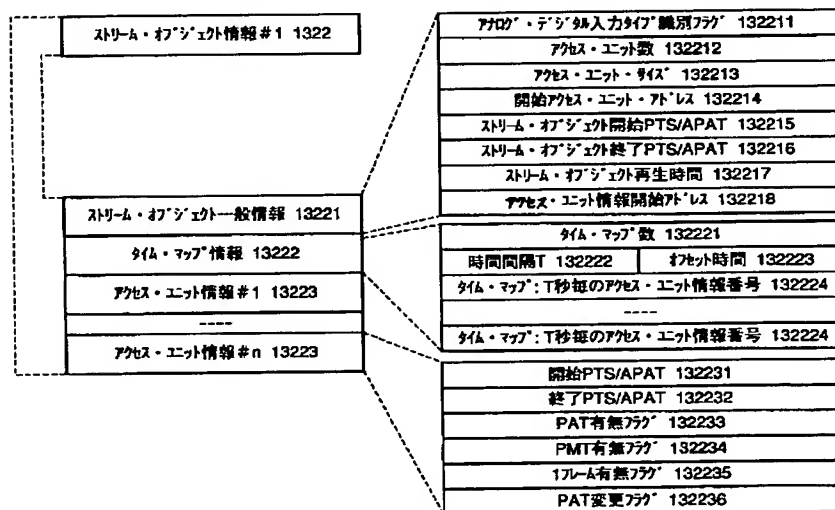 ストリーム・オブジェクト情報#1 1322
ストリーム・オブジェクト一般情報 13221
タイム・マップ情報 13222
アクセス・ユニット情報#1 13223
----
アクセス・ユニット情報#n 13223
アナログ・デジタル入力タイプ識別フラグ 132211
アクセス・ユニット数 132212
アクセス・ユニット・サイズ 132213
開始アクセス・ユニット・アドレス 132214
ストリーム・オブジェクト開始PTS/APAT 132215
ストリーム・オブジェクト終了PTS/APAT 132216
ストリーム・オブジェクト再生時間 132217
アクセス・ユニット情報開始アドレス 132218
タイム・マップ数 132221
時間間隔T 132222 オフセット時間 132223
タイム・マップ:T秒毎のアクセス・ユニット情報番号 132224
----
タイム・マップ:T秒毎のアクセス・ユニット情報番号 132224
開始PTS/APAT 132231
終了PTS/APAT 132232
PAT有無フラグ 132233
PMT有無フラグ 132234
1フレーム有無フラグ 132235
PAT変更フラグ 132236